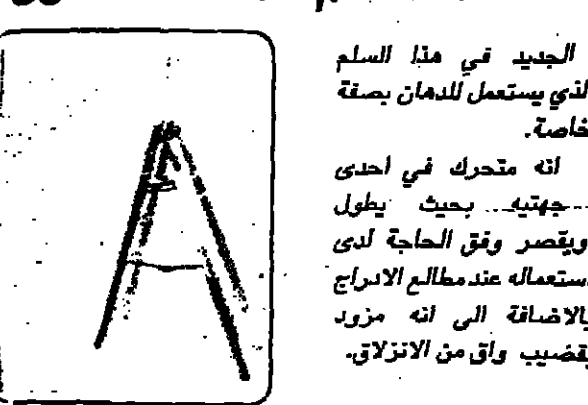 الجديد في هذا السلم
الذي يستعمل للدهان بصفة
خاصة.
انه متحرك في احدى
جهتيه بحيث يطول
ويقصر وفق الحاجة لدى
استعماله عند مطالع الادراج
بالاضافة الى انه مزود
بقضيب واق من الانزلاق.